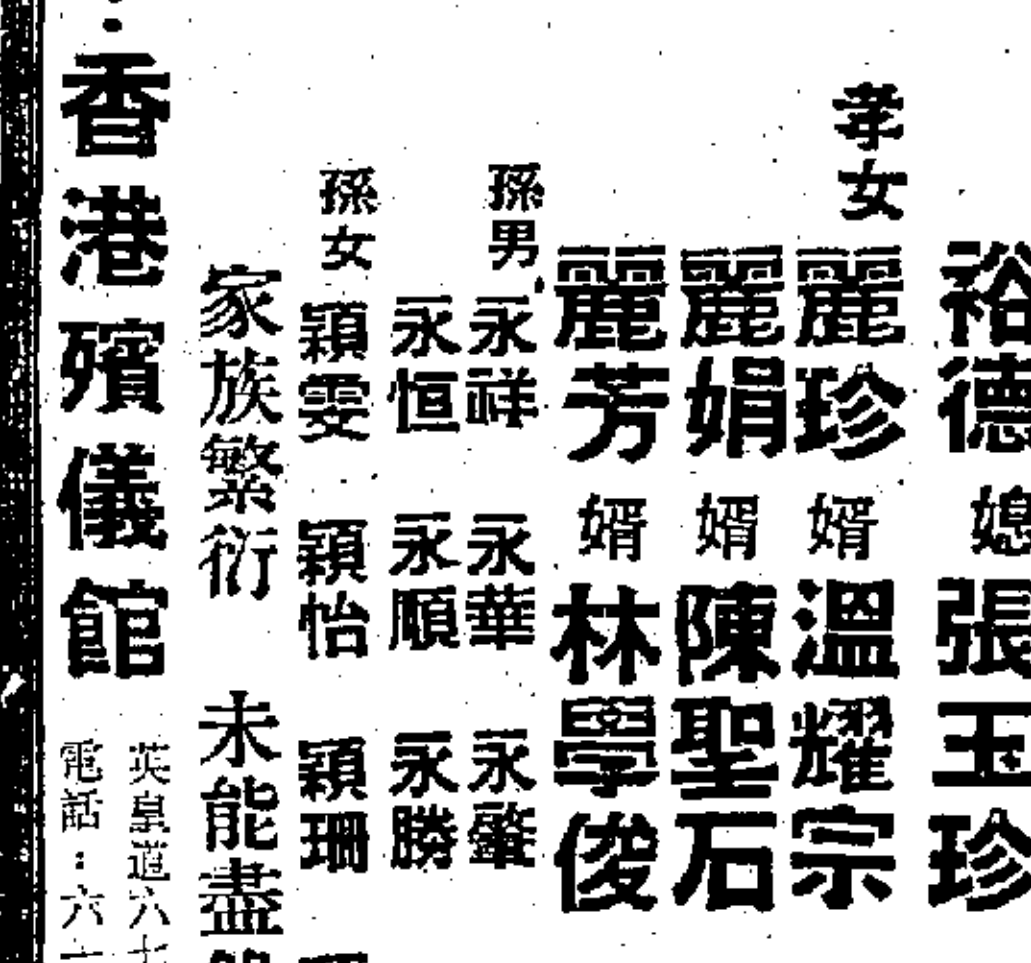 裕德
媳
張玉珍
孝女
麗珍
婿
溫耀宗
麗娟
婿
陳聖石
麗芳
婿
林學俊
孫男
永祥 永華 永肇
永恒 永順 永勝
孫女
穎雯 穎怡 穎珊
家族繁衍 未能盡
英皇道六七
香港殯儀館
電話：六